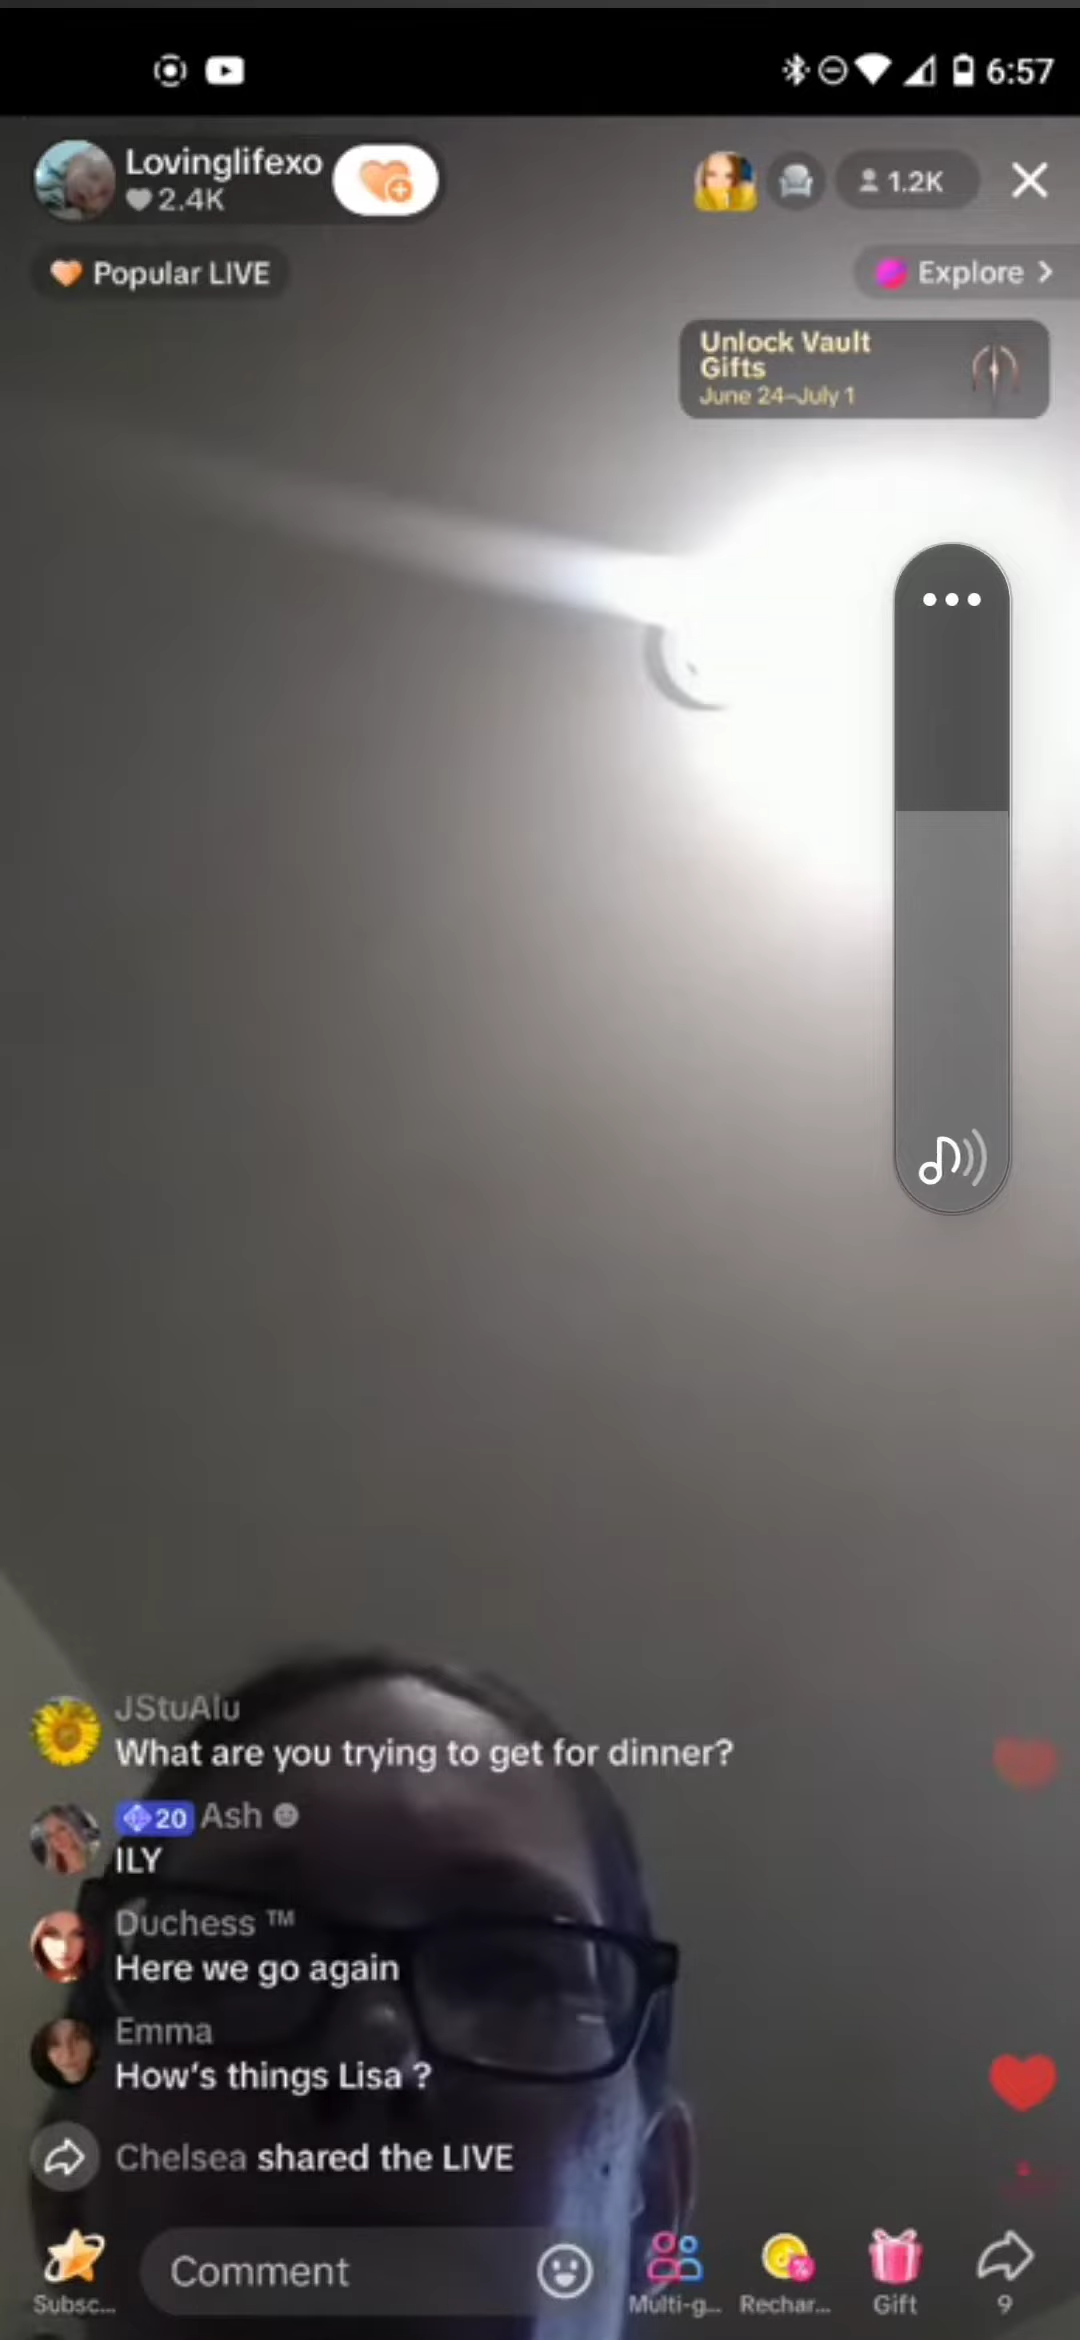 6:57
Lovinglifexo
2.4K
1.2K
Popular LIVE
Explore >
Unlock Vault
Gifts
June 24–July 1
JStuAlu
What are you trying to get for dinner?
20 Ash
ILY
Duchess ™
Here we go again
Emma
How's things Lisa ?
Chelsea shared the LIVE
Comment
Subsc...
Multi-g...
Rechar...
Gift
9